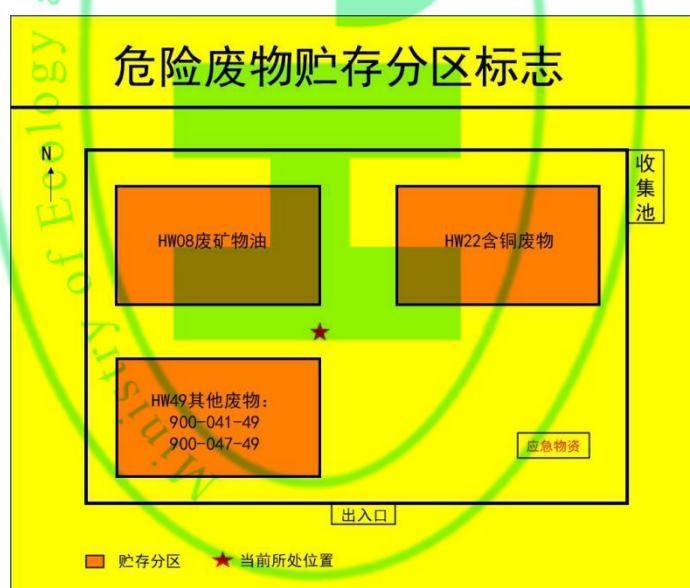 危险废物贮存分区标志
N
收集池
HW08废矿物油
HW22含铜废物
HW49其他废物:
900-041-49
900-047-49
应急物资
出入口
贮存分区
当前所处位置
Ministry of Ecology a